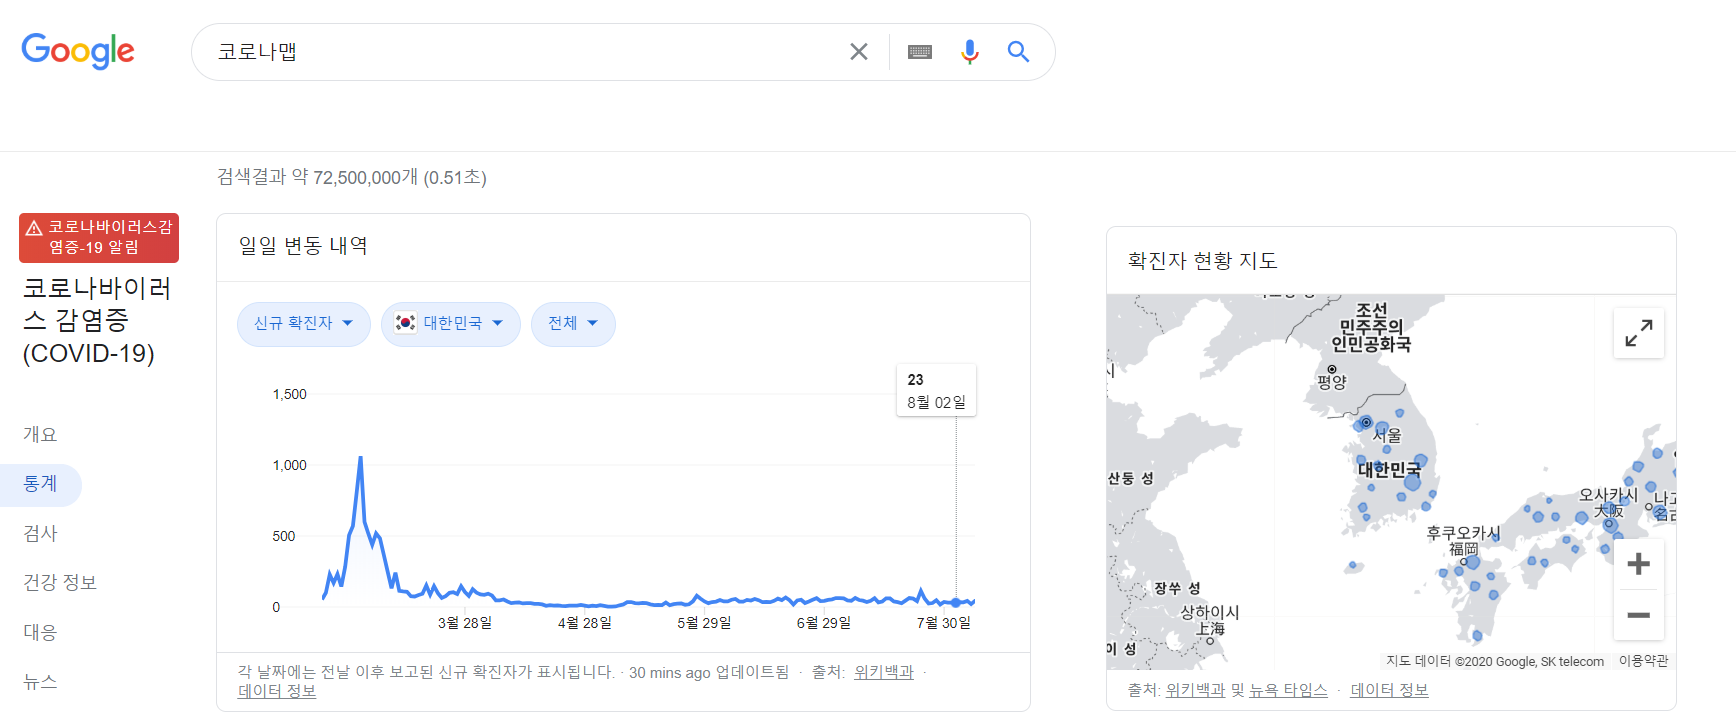 Google
코로나맵
검색결과 약 72,500,000개 (0.51초)
코로나바이러스감
염증-19 알림
코로나바이러
스 감염증
(COVID-19)
개요
통계
검사
건강 정보
대응
뉴스
일일 변동 내역
신규 확진자
대한민국
전체
23
8월 02일
1,500
1,000
500
0
3월 28일
4월 28일
5월 29일
6월 29일
7월 30일
각 날짜에는 전날 이후 보고된 신규 확진자가 표시됩니다. · 30 mins ago 업데이트됨 · 출처: 위키백과 ·
데이터 정보
확진자 현황 지도
조선
민주주의
인민공화국
평양
시
서울
대한민국
산둥 성
오사카시
大阪
나고
名古
후쿠오카시
福岡
장쑤 성
상하이시
上海
이 성
지도 데이터 ©2020 Google, SK telecom 이용약관
출처: 위키백과 및 뉴욕 타임스 · 데이터 정보